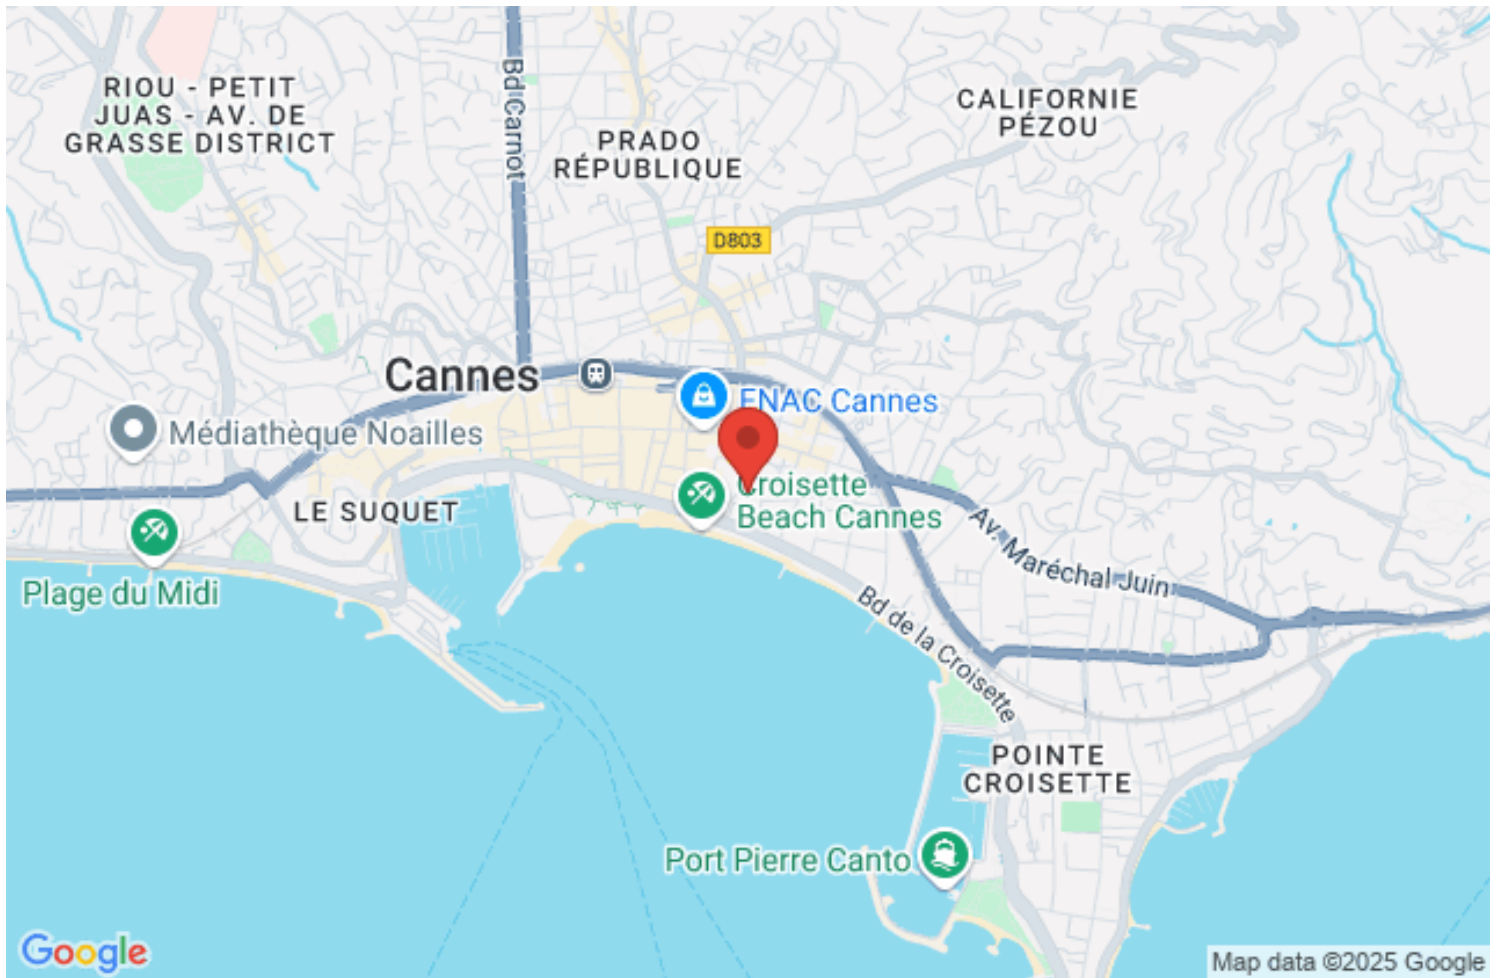 RIOU - PETIT
JUAS - AV. DE
GRASSE DISTRICT
Bd Carnot
PRADO
RÉPUBLIQUE
CALIFORNIE
PÉZOU
D803
Cannes
FNAC Cannes
Médiathèque Noailles
LE SUQUET
Croisette
Beach Cannes
Av. Maréchal Juin
Plage du Midi
Bd de la Croisette
POINTE
CROISETTE
Port Pierre Canto
Google
Map data ©2025 Google